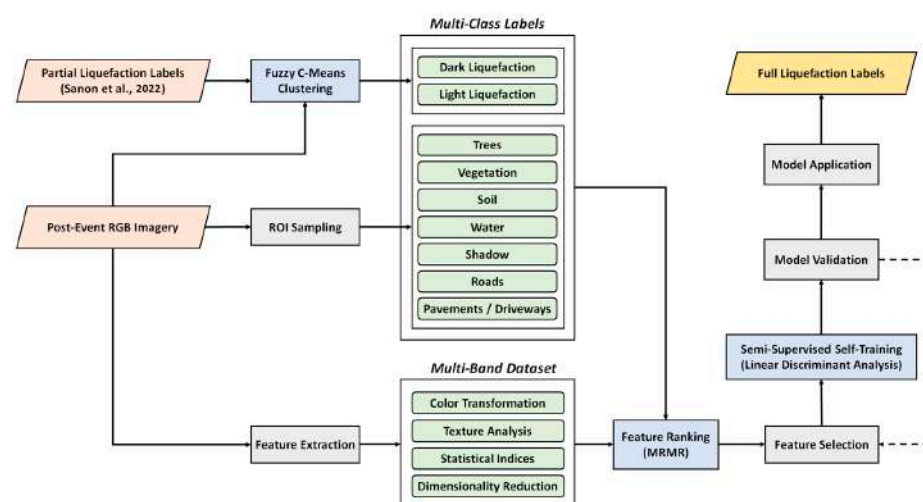 Multi-Class Labels
Partial Liquefaction Labels
(Sanon et al., 2022)
Fuzzy C-Means
Clustering
Dark Liquefaction
Light Liquefaction
Full Liquefaction Labels
Trees
Vegetation
Soil
Water
Shadow
Roads
Pavements / Driveways
Post-Event RGB Imagery
ROI Sampling
Model Application
Model Validation
Semi-Supervised Self-Training
(Linear Discriminant Analysis)
Multi-Band Dataset
Color Transformation
Texture Analysis
Statistical Indices
Dimensionality Reduction
Feature Extraction
Feature Ranking
(MRMR)
Feature Selection